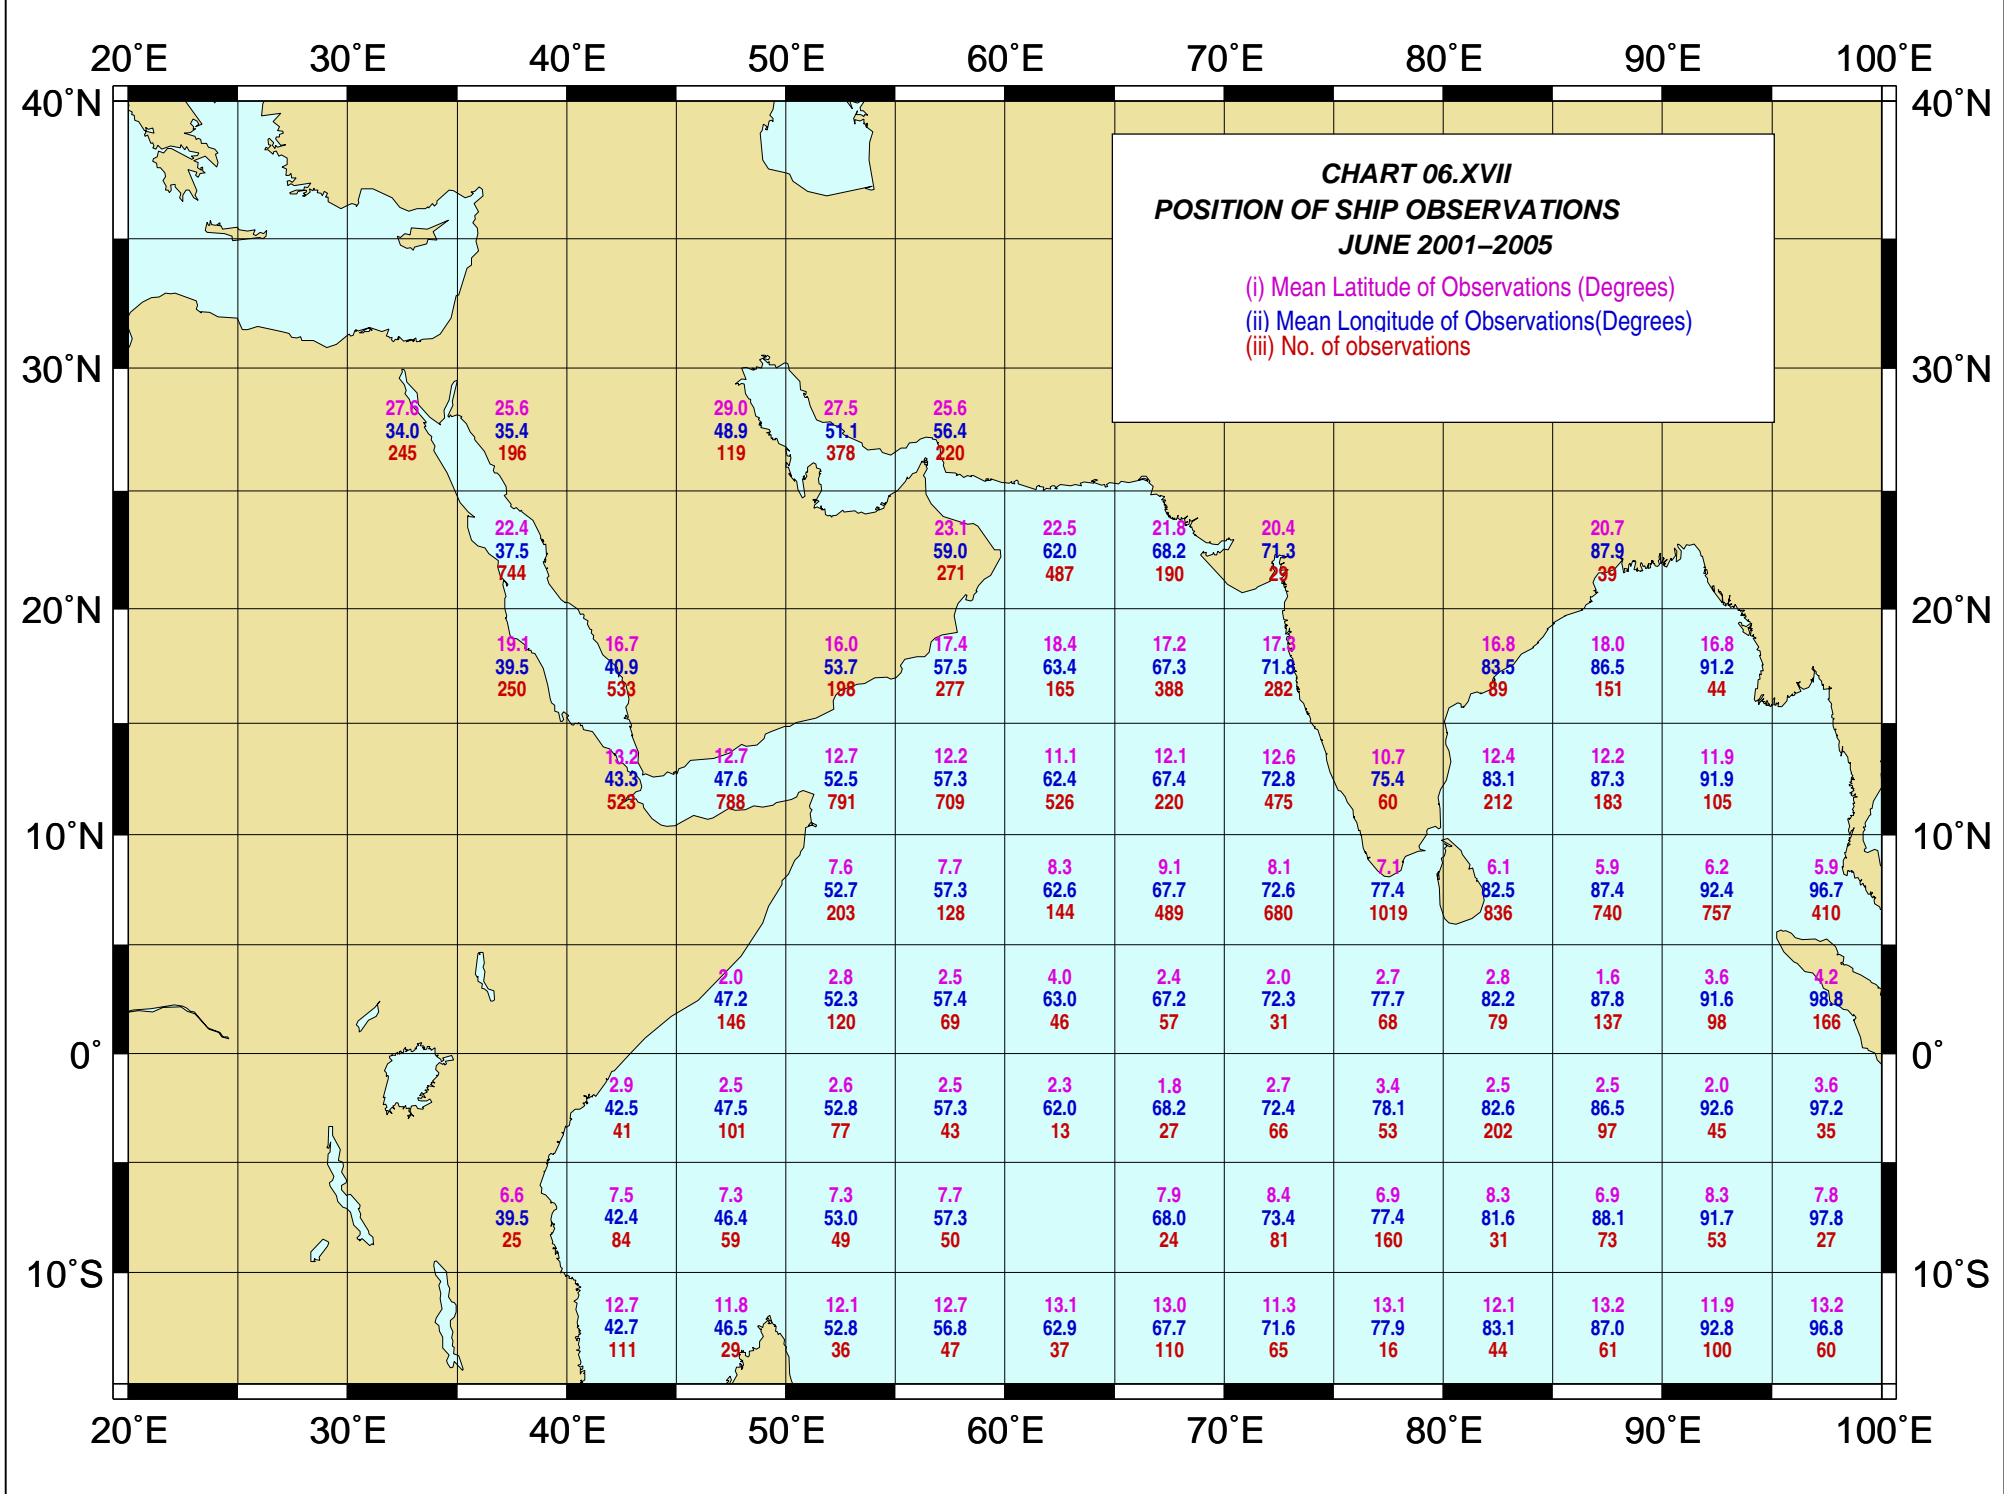 20˚E 30˚E 40˚E 50˚E 60˚E 70˚E 80˚E 90˚E 100˚E
40˚N 40˚N
CHART 06.XVII
POSITION OF SHIP OBSERVATIONS
JUNE 2001–2005
(i) Mean Latitude of Observations (Degrees)
(ii) Mean Longitude of Observations(Degrees)
(iii) No. of observations
30˚N 30˚N
27.6 25.6 29.0 27.5 25.6
34.0 35.4 48.9 51.1 56.4
245 196 119 378 220
22.4 23.1 22.5 21.8 20.4 20.7
37.5 59.0 62.0 68.2 71.3 87.9
744 271 487 190 29 39
20˚N 20˚N
19.1 16.7 16.0 17.4 18.4 17.2 17.3 16.8 18.0 16.8
39.5 40.9 53.7 57.5 63.4 67.3 71.8 83.5 86.5 91.2
250 533 198 277 165 388 282 89 151 44
13.2 12.7 12.7 12.2 11.1 12.1 12.6 10.7 12.4 12.2 11.9
43.3 47.6 52.5 57.3 62.4 67.4 72.8 75.4 83.1 87.3 91.9
523 788 791 709 526 220 475 60 212 183 105
10˚N 10˚N
7.6 7.7 8.3 9.1 8.1 7.1 6.1 5.9 6.2 5.9
52.7 57.3 62.6 67.7 72.6 77.4 82.5 87.4 92.4 96.7
203 128 144 489 680 1019 836 740 757 410
2.0 2.8 2.5 4.0 2.4 2.0 2.7 2.8 1.6 3.6 4.2
47.2 52.3 57.4 63.0 67.2 72.3 77.7 82.2 87.8 91.6 98.8
146 120 69 46 57 31 68 79 137 98 166
0˚ 0˚
2.9 2.5 2.6 2.5 2.3 1.8 2.7 3.4 2.5 2.5 2.0 3.6
42.5 47.5 52.8 57.3 62.0 68.2 72.4 78.1 82.6 86.5 92.6 97.2
41 101 77 43 13 27 66 53 202 97 45 35
6.6 7.5 7.3 7.3 7.7 7.9 8.4 6.9 8.3 6.9 8.3 7.8
39.5 42.4 46.4 53.0 57.3 68.0 73.4 77.4 81.6 88.1 91.7 97.8
25 84 59 49 50 24 81 160 31 73 53 27
10˚S 10˚S
12.7 11.8 12.1 12.7 13.1 13.0 11.3 13.1 12.1 13.2 11.9 13.2
42.7 46.5 52.8 56.8 62.9 67.7 71.6 77.9 83.1 87.0 92.8 96.8
111 29 36 47 37 110 65 16 44 61 100 60
20˚E 30˚E 40˚E 50˚E 60˚E 70˚E 80˚E 90˚E 100˚E